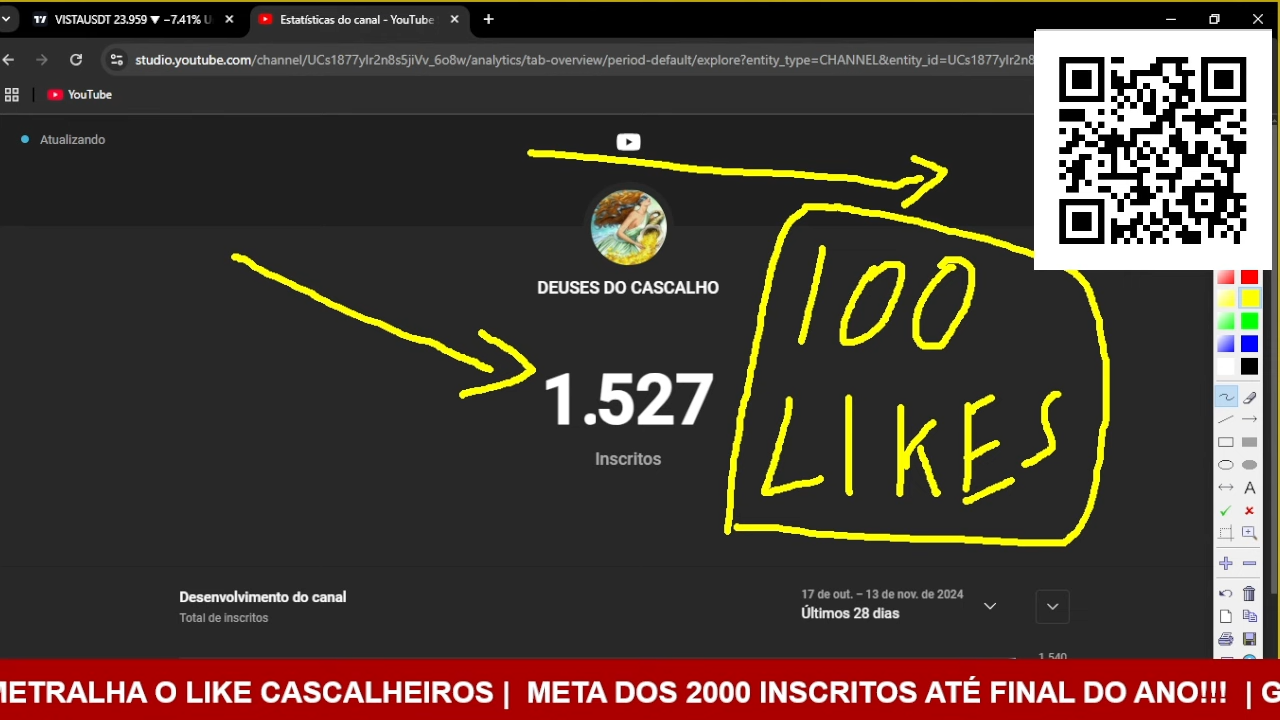 VISTAUSDT 23.959 ▼ −7.41% U
Estatísticas do canal - YouTube
studio.youtube.com/channel/UCs1877ylr2n8s5jiVv_6o8w/analytics/tab-overview/period-default/explore?entity_type=CHANNEL&entity_id=UCs1877ylr2n8
YouTube
Atualizando
DEUSES DO CASCALHO
1.527
Inscritos
100
LIKES
Desenvolvimento do canal
Total de inscritos
17 de out. – 13 de nov. de 2024
Últimos 28 dias
1.540
METRALHA O LIKE CASCALHEIROS | META DOS 2000 INSCRITOS ATÉ FINAL DO ANO!!! | G